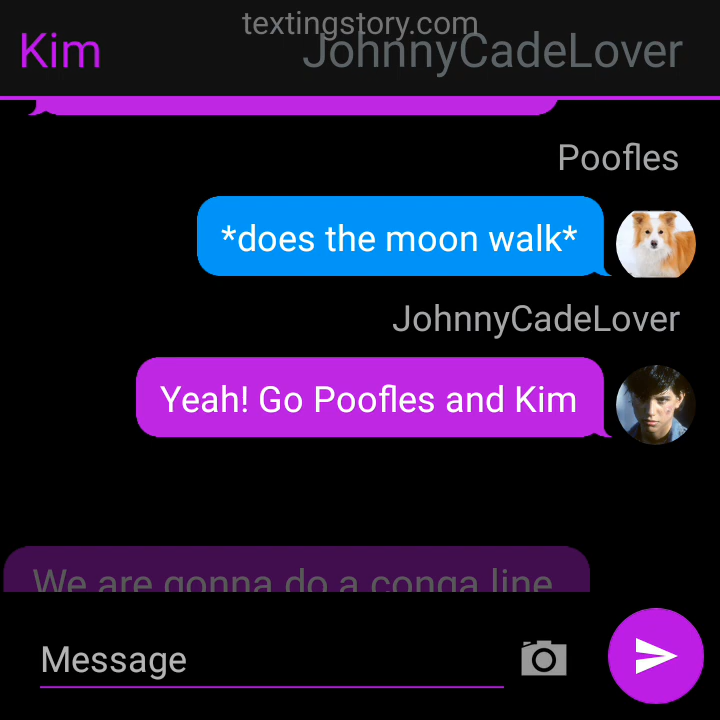 textingstory.com
Kim
JohnnyCadeLover
Poofles
*does the moon walk*
JohnnyCadeLover
Yeah! Go Poofles and Kim
We are gonna do a conga line
Message